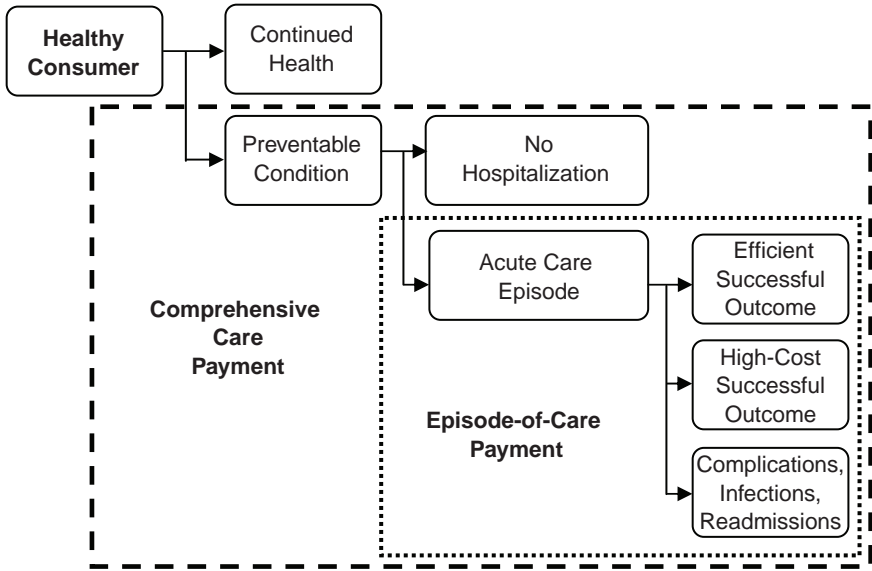 Healthy
Consumer
Continued
Health
Preventable
Condition
No
Hospitalization
Acute Care
Episode
Efficient
Successful
Outcome
Comprehensive
Care
Payment
High-Cost
Successful
Outcome
Episode-of-Care
Payment
Complications,
Infections,
Readmissions